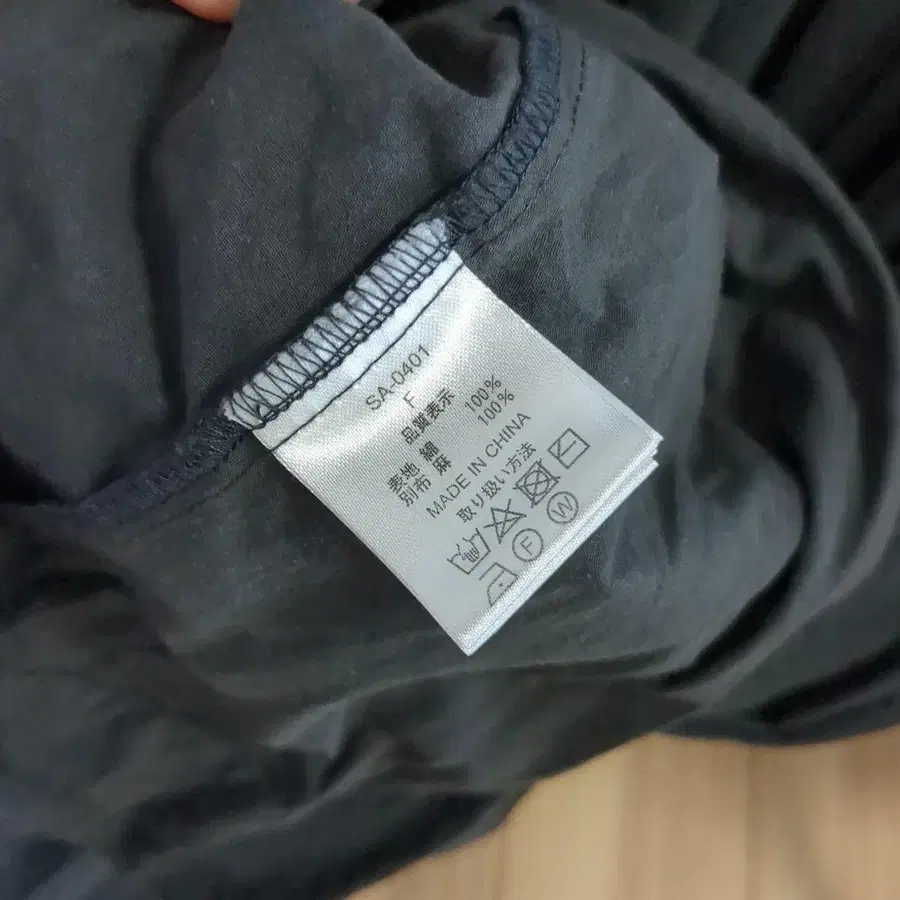 SA-0401
F
品質表示
表地 綿 100%
別布 麻 100%
MADE IN CHINA
取り扱い方法
F W